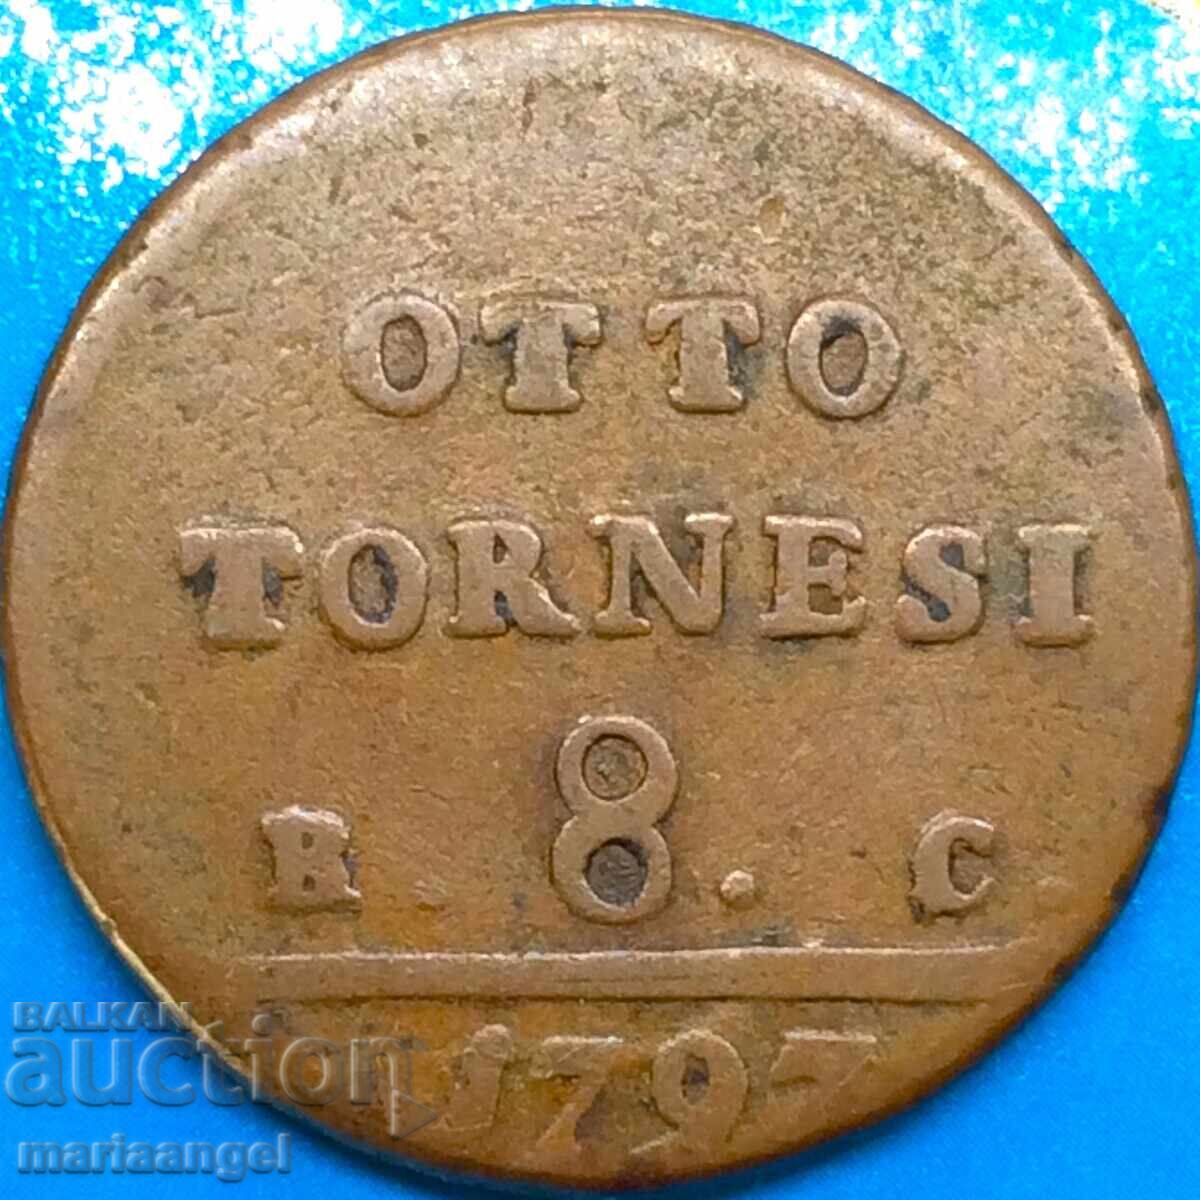 OTTO
TORNESI
R . 8 . C
1797
BALKAN
auction
mariaangel